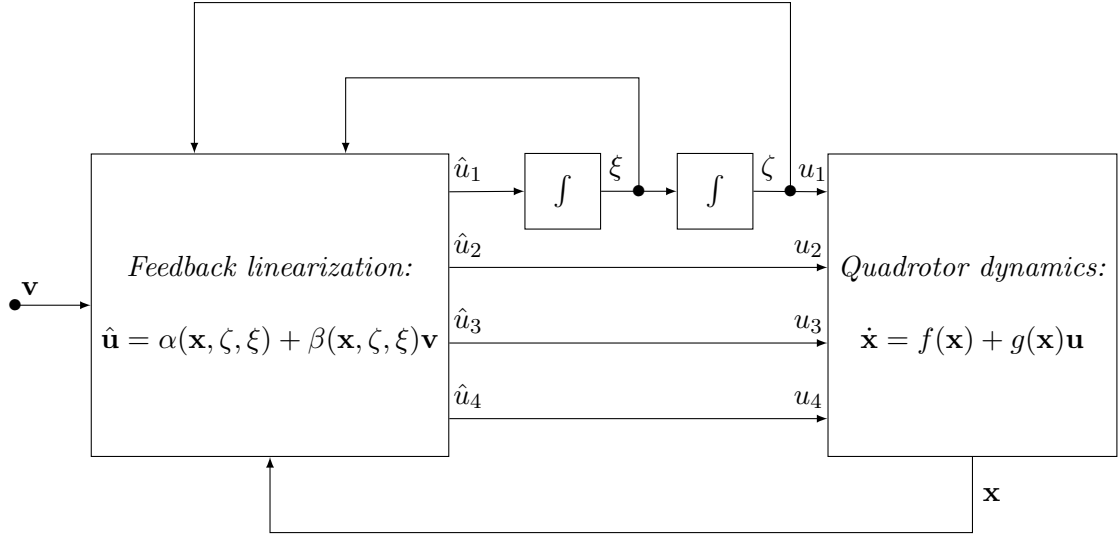 û₁ ∫ ξ ∫ ζ u₁
û₂ u₂
Feedback linearization:
Quadrotor dynamics:
v
û₃ u₃
𝐮̂ = α(𝐱, ζ, ξ) + β(𝐱, ζ, ξ)𝐯
𝐱̇ = f(𝐱) + g(𝐱)𝐮
û₄ u₄
x